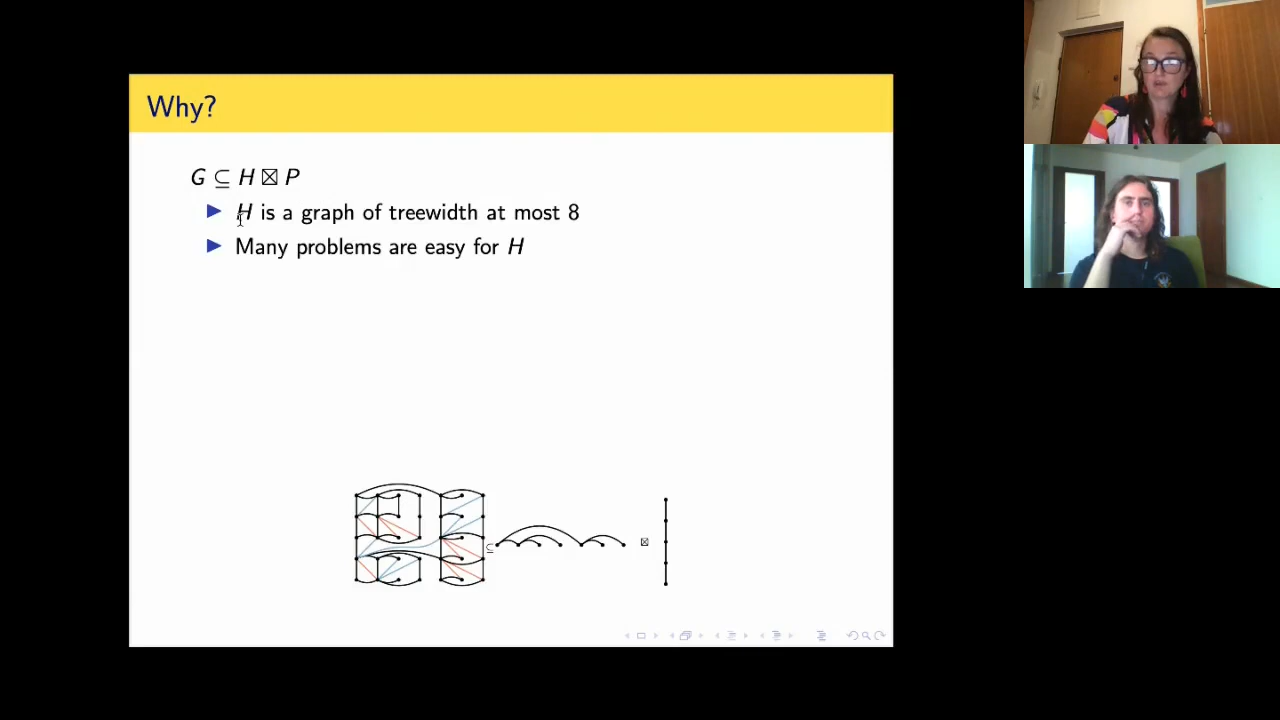 Why?
G ⊆ H ⊠ P
H is a graph of treewidth at most 8
Many problems are easy for H
⊆ ⊠